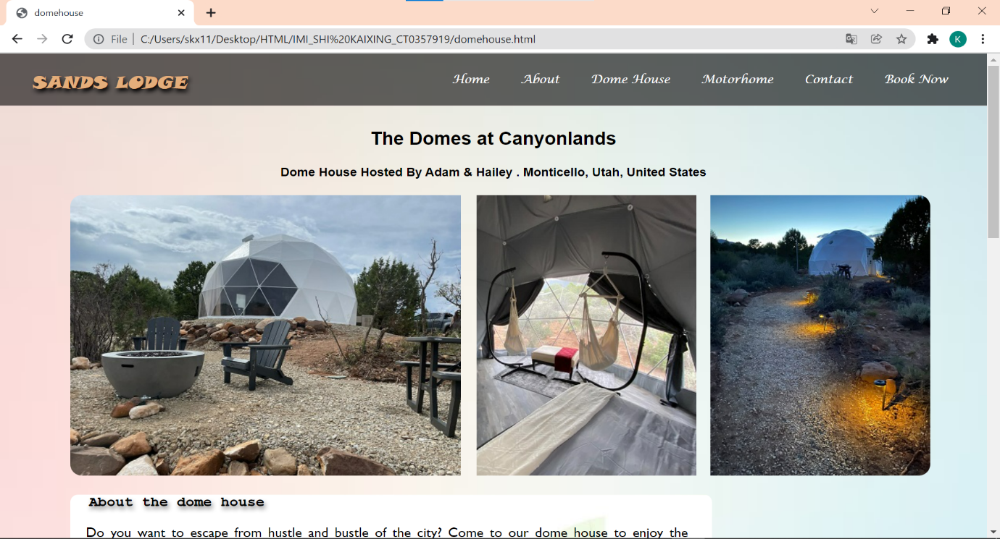 domehouse
File | C:/Users/skx11/Desktop/HTML/IMI_SHI%20KAIXING_CT0357919/domehouse.html
K
SANDS LODGE
Home About Dome House Motorhome Contact Book Now
The Domes at Canyonlands
Dome House Hosted By Adam & Hailey . Monticello, Utah, United States
About the dome house
Do you want to escape from hustle and bustle of the city? Come to our dome house to enjoy the